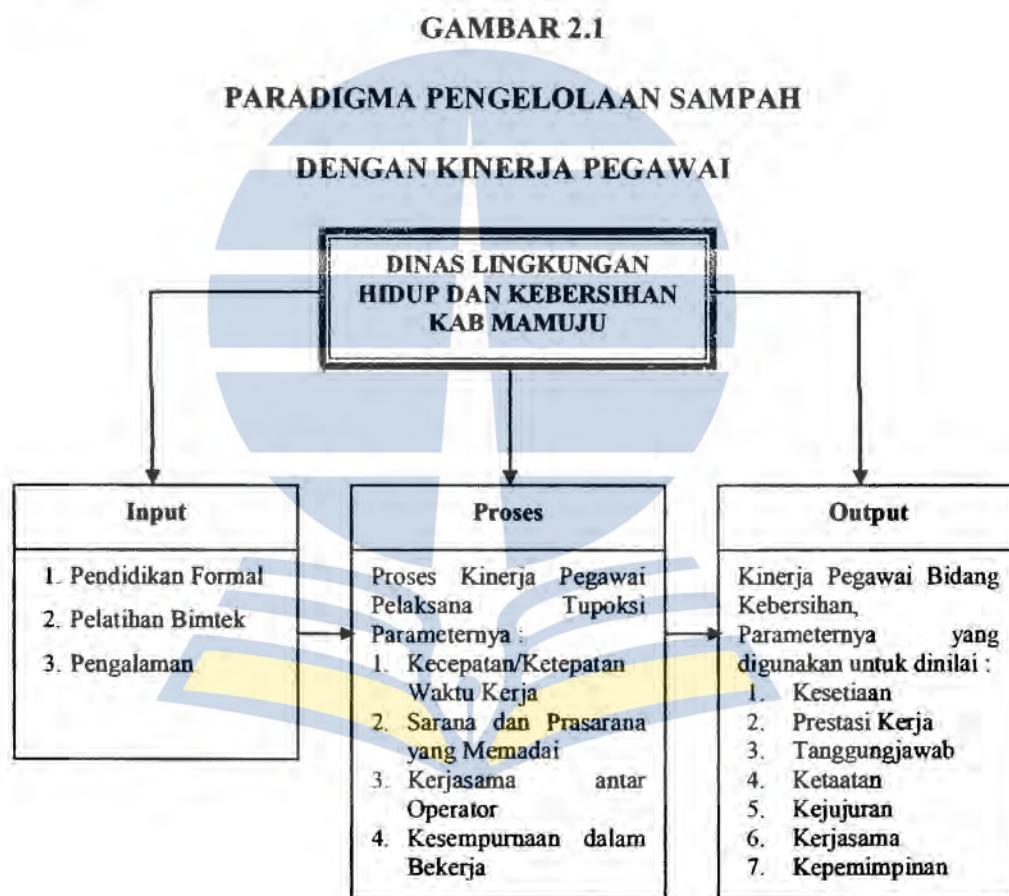 GAMBAR 2.1
PARADIGMA PENGELOLAAN SAMPAH
DENGAN KINERJA PEGAWAI
DINAS LINGKUNGAN
HIDUP DAN KEBERSIHAN
KAB MAMUJU
Input
1. Pendidikan Formal
2. Pelatihan Bimtek
3. Pengalaman
Proses
Proses Kinerja Pegawai
Pelaksana Tupoksi
Parameternya :
1. Kecepatan/Ketepatan
Waktu Kerja
2. Sarana dan Prasarana
yang Memadai
3. Kerjasama antar
Operator
4. Kesempurnaan dalam
Bekerja
Output
Kinerja Pegawai Bidang
Kebersihan,
Parameternya yang
digunakan untuk dinilai :
1. Kesetiaan
2. Prestasi Kerja
3. Tanggungjawab
4. Ketaatan
5. Kejujuran
6. Kerjasama
7. Kepemimpinan